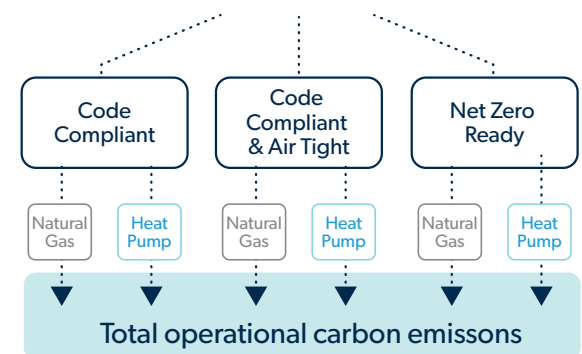 Code
Compliant
Code
Compliant
& Air Tight
Net Zero
Ready
Natural
Gas
Heat
Pump
Natural
Gas
Heat
Pump
Natural
Gas
Heat
Pump
Total operational carbon emissons